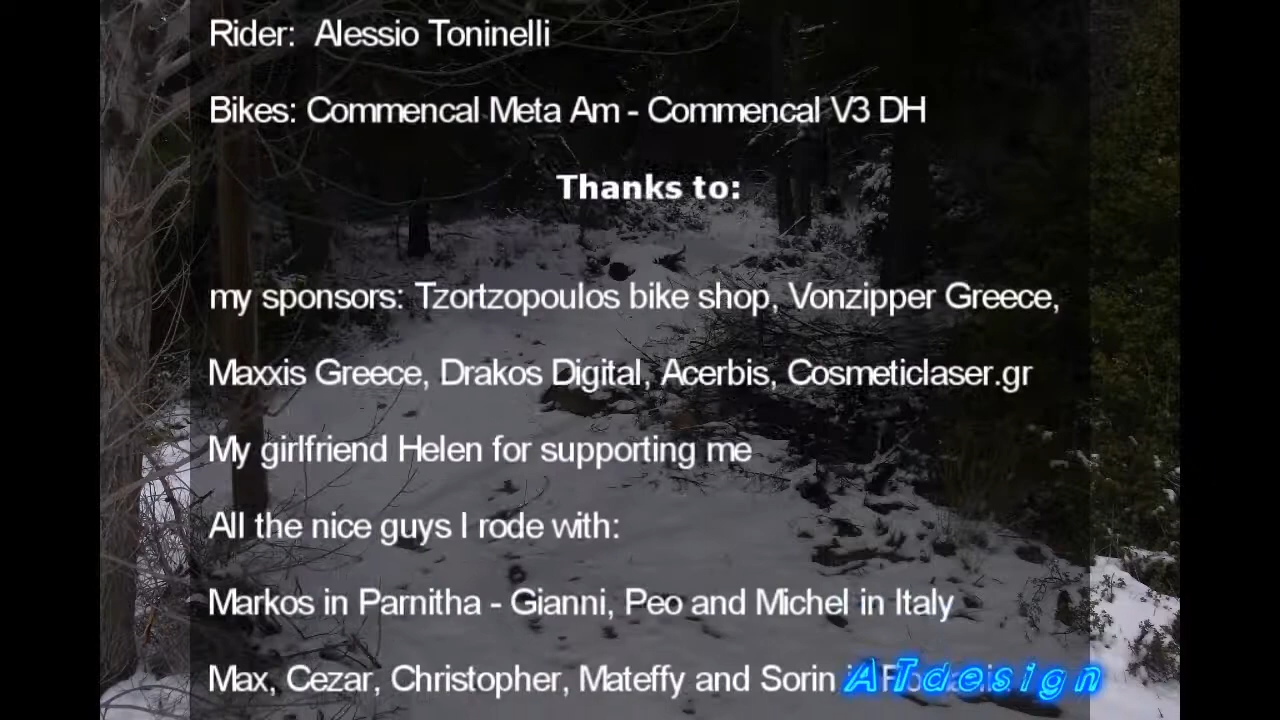 Rider:  Alessio Toninelli
Bikes: Commencal Meta Am - Commencal V3 DH
Thanks to:
my sponsors: Tzortzopoulos bike shop, Vonzipper Greece,
Maxxis Greece, Drakos Digital, Acerbis, Cosmeticlaser.gr
My girlfriend Helen for supporting me
All the nice guys I rode with:
Markos in Parnitha - Gianni, Peo and Michel in Italy
Max, Cezar, Christopher, Mateffy and Sorin
ATdesign